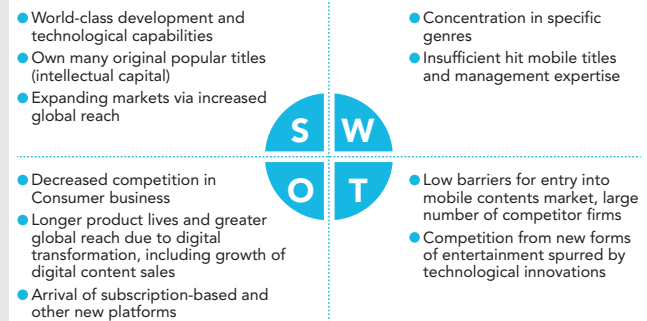 ● World-class development and
technological capabilities
● Own many original popular titles
(intellectual capital)
● Expanding markets via increased
global reach
● Concentration in specific
genres
● Insufficient hit mobile titles
and management expertise
S W
O T
● Decreased competition in
Consumer business
● Longer product lives and greater
global reach due to digital
transformation, including growth of
digital content sales
● Arrival of subscription-based and
other new platforms
● Low barriers for entry into
mobile contents market, large
number of competitor firms
● Competition from new forms
of entertainment spurred by
technological innovations